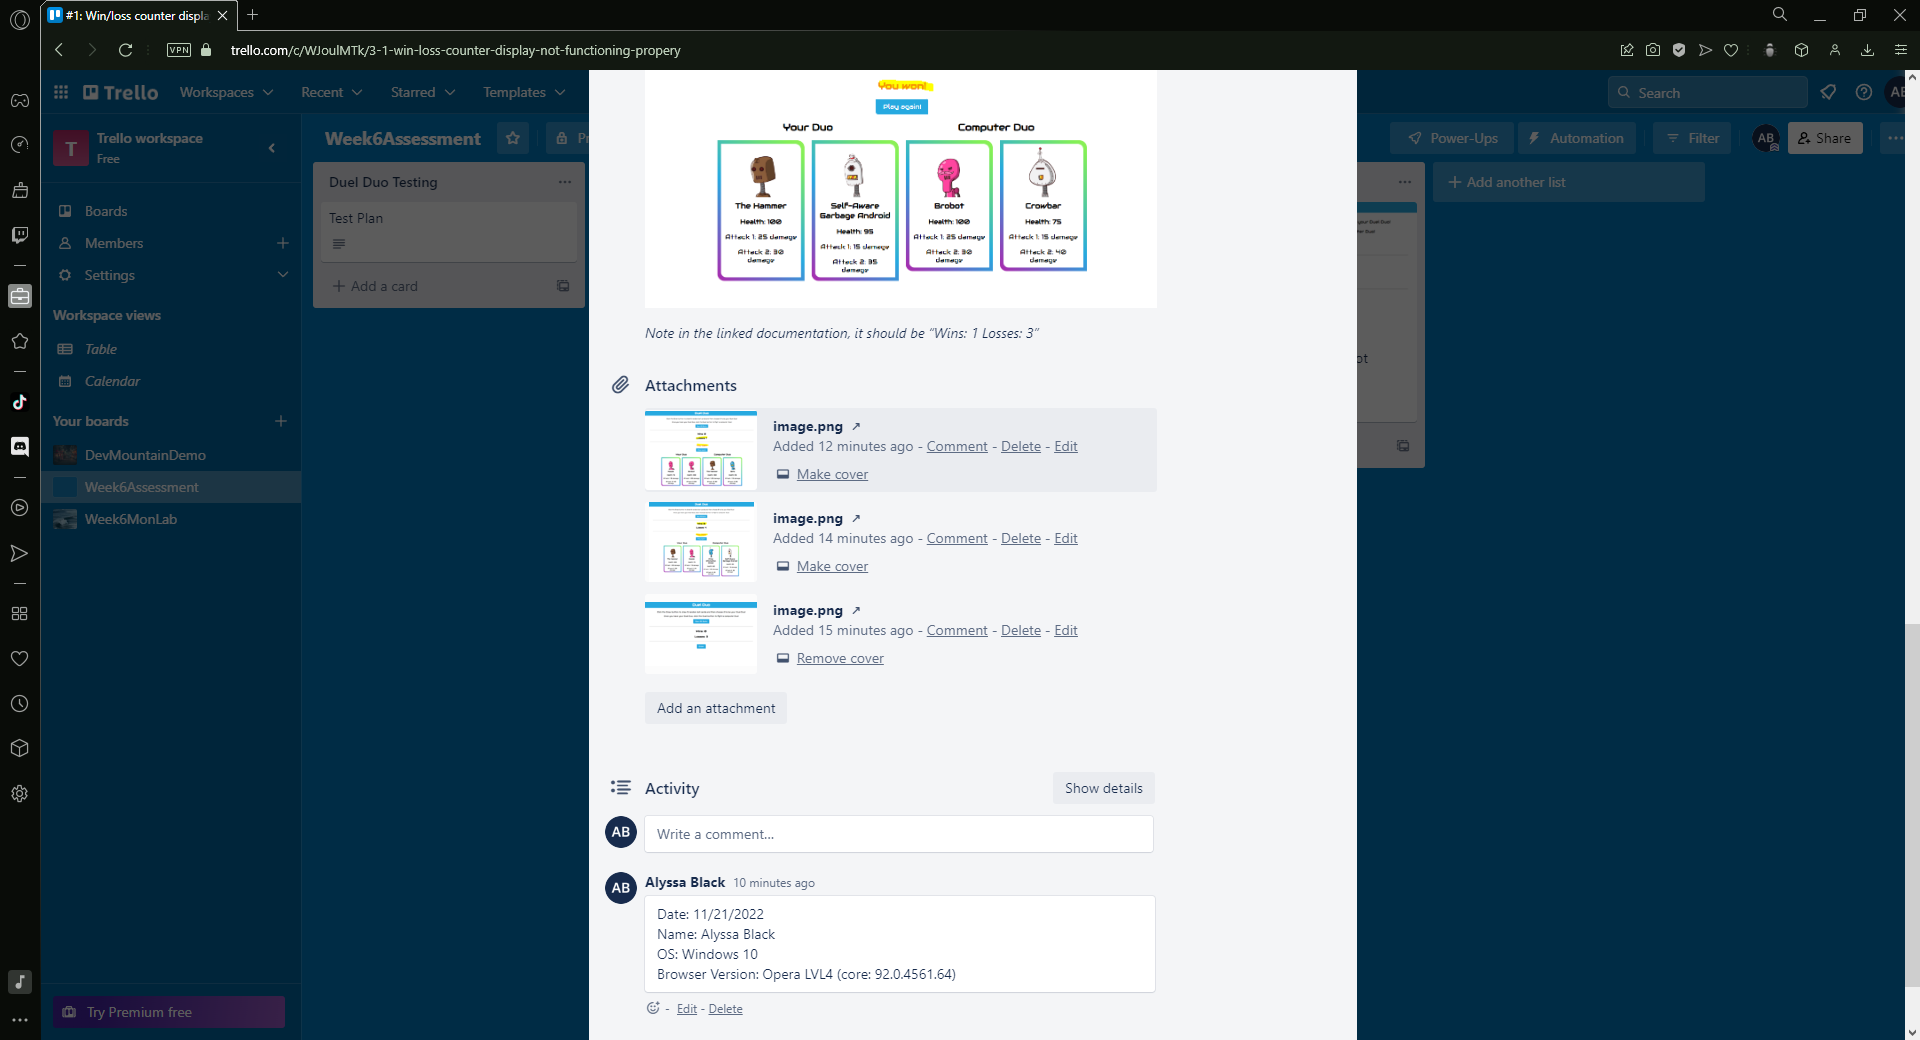 #1: Win/loss counter displa
VPN
trello.com/c/WJoulMTk/3-1-win-loss-counter-display-not-functioning-propery
Trello
Workspaces
Recent
Starred
Templates
Search
AB
T
Trello workspace
Free
Boards
Members
Settings
Workspace views
Table
Calendar
Your boards
DevMountainDemo
Week6Assessment
Week6MonLab
Try Premium free
Week6Assessment
Pr
Power-Ups
Automation
Filter
AB
Share
Duel Duo Testing
Test Plan
Add a card
Add another list
ot
You won!
Play again!
Your Duo
Computer Duo
The Hammer
Health: 100
Attack 1: 25 damage
Attack 2: 30
damage
Self-Aware
Garbage Android
Health: 95
Attack 1: 15 damage
Attack 2: 35
damage
Brobot
Health: 100
Attack 1: 25 damage
Attack 2: 30
damage
Crowbar
Health: 75
Attack 1: 15 damage
Attack 2: 40
damage
Note in the linked documentation, it should be “Wins: 1 Losses: 3”
Attachments
image.png ↗
Added 12 minutes ago - Comment - Delete - Edit
Make cover
image.png ↗
Added 14 minutes ago - Comment - Delete - Edit
Make cover
image.png ↗
Added 15 minutes ago - Comment - Delete - Edit
Remove cover
Add an attachment
Activity
Show details
AB
Write a comment...
AB
Alyssa Black 10 minutes ago
Date: 11/21/2022
Name: Alyssa Black
OS: Windows 10
Browser Version: Opera LVL4 (core: 92.0.4561.64)
- Edit - Delete